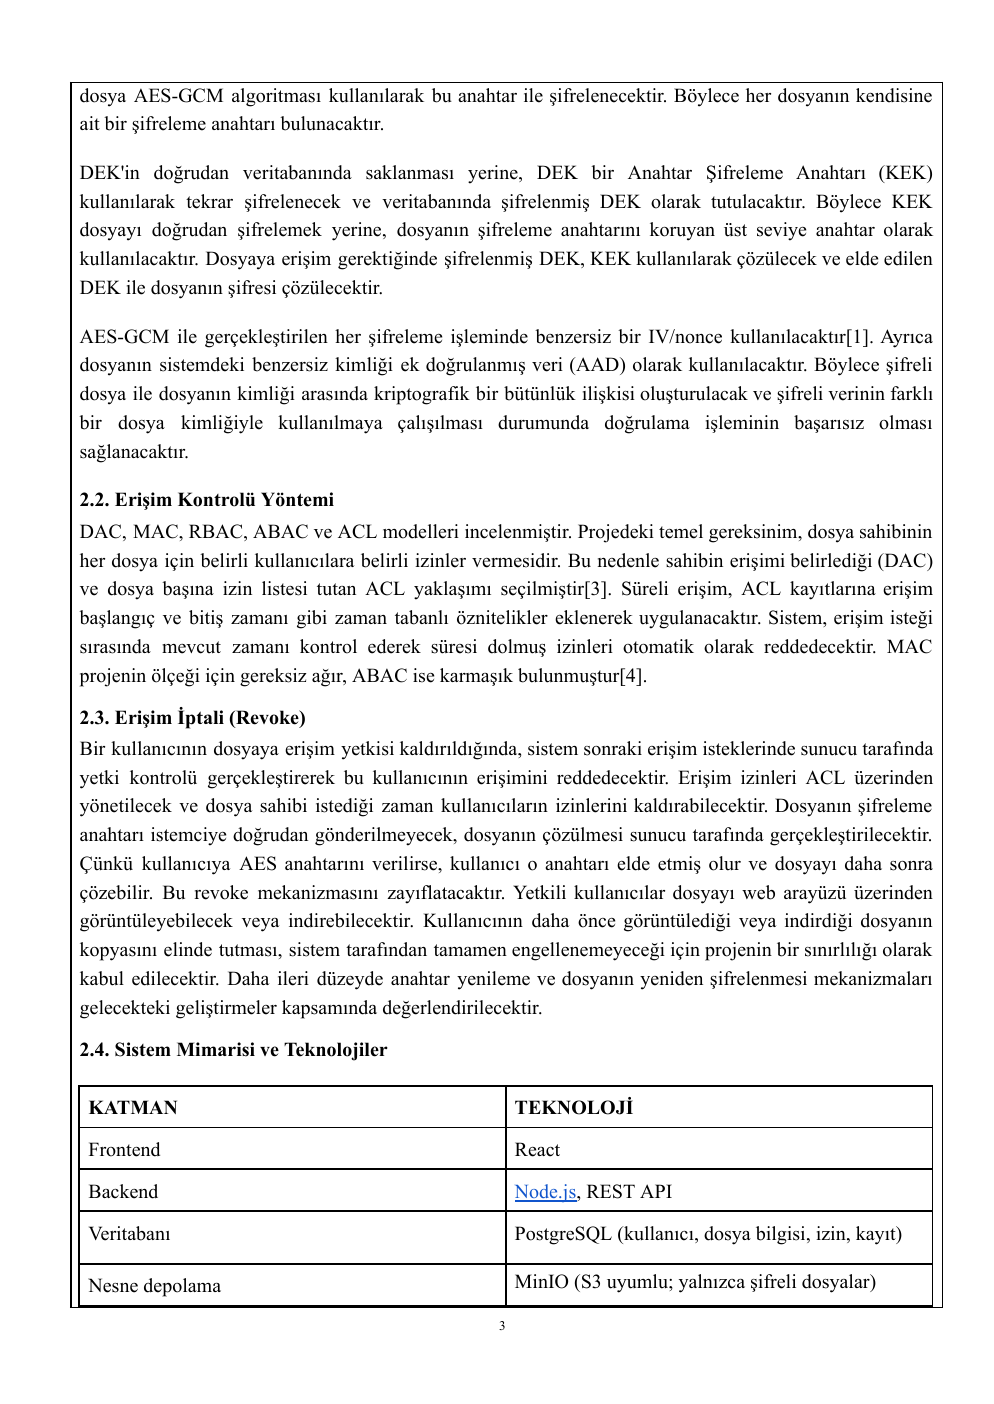 dosya AES-GCM algoritması kullanılarak bu anahtar ile şifrelenecektir. Böylece her dosyanın kendisine
ait bir şifreleme anahtarı bulunacaktır.
DEK'in doğrudan veritabanında saklanması yerine, DEK bir Anahtar Şifreleme Anahtarı (KEK)
kullanılarak tekrar şifrelenecek ve veritabanında şifrelenmiş DEK olarak tutulacaktır. Böylece KEK
dosyayı doğrudan şifrelemek yerine, dosyanın şifreleme anahtarını koruyan üst seviye anahtar olarak
kullanılacaktır. Dosyaya erişim gerektiğinde şifrelenmiş DEK, KEK kullanılarak çözülecek ve elde edilen
DEK ile dosyanın şifresi çözülecektir.
AES-GCM ile gerçekleştirilen her şifreleme işleminde benzersiz bir IV/nonce kullanılacaktır[1]. Ayrıca
dosyanın sistemdeki benzersiz kimliği ek doğrulanmış veri (AAD) olarak kullanılacaktır. Böylece şifreli
dosya ile dosyanın kimliği arasında kriptografik bir bütünlük ilişkisi oluşturulacak ve şifreli verinin farklı
bir dosya kimliğiyle kullanılmaya çalışılması durumunda doğrulama işleminin başarısız olması
sağlanacaktır.
2.2. Erişim Kontrolü Yöntemi
DAC, MAC, RBAC, ABAC ve ACL modelleri incelenmiştir. Projedeki temel gereksinim, dosya sahibinin
her dosya için belirli kullanıcılara belirli izinler vermesidir. Bu nedenle sahibin erişimi belirlediği (DAC)
ve dosya başına izin listesi tutan ACL yaklaşımı seçilmiştir[3]. Süreli erişim, ACL kayıtlarına erişim
başlangıç ve bitiş zamanı gibi zaman tabanlı öznitelikler eklenerek uygulanacaktır. Sistem, erişim isteği
sırasında mevcut zamanı kontrol ederek süresi dolmuş izinleri otomatik olarak reddedecektir. MAC
projenin ölçeği için gereksiz ağır, ABAC ise karmaşık bulunmuştur[4].
2.3. Erişim İptali (Revoke)
Bir kullanıcının dosyaya erişim yetkisi kaldırıldığında, sistem sonraki erişim isteklerinde sunucu tarafında
yetki kontrolü gerçekleştirerek bu kullanıcının erişimini reddedecektir. Erişim izinleri ACL üzerinden
yönetilecek ve dosya sahibi istediği zaman kullanıcıların izinlerini kaldırabilecektir. Dosyanın şifreleme
anahtarı istemciye doğrudan gönderilmeyecek, dosyanın çözülmesi sunucu tarafında gerçekleştirilecektir.
Çünkü kullanıcıya AES anahtarını verilirse, kullanıcı o anahtarı elde etmiş olur ve dosyayı daha sonra
çözebilir. Bu revoke mekanizmasını zayıflatacaktır. Yetkili kullanıcılar dosyayı web arayüzü üzerinden
görüntüleyebilecek veya indirebilecektir. Kullanıcının daha önce görüntülediği veya indirdiği dosyanın
kopyasını elinde tutması, sistem tarafından tamamen engellenemeyeceği için projenin bir sınırlılığı olarak
kabul edilecektir. Daha ileri düzeyde anahtar yenileme ve dosyanın yeniden şifrelenmesi mekanizmaları
gelecekteki geliştirmeler kapsamında değerlendirilecektir.
2.4. Sistem Mimarisi ve Teknolojiler
KATMAN TEKNOLOJİ
Frontend React
Backend Node.js, REST API
Veritabanı PostgreSQL (kullanıcı, dosya bilgisi, izin, kayıt)
Nesne depolama MinIO (S3 uyumlu; yalnızca şifreli dosyalar)
3